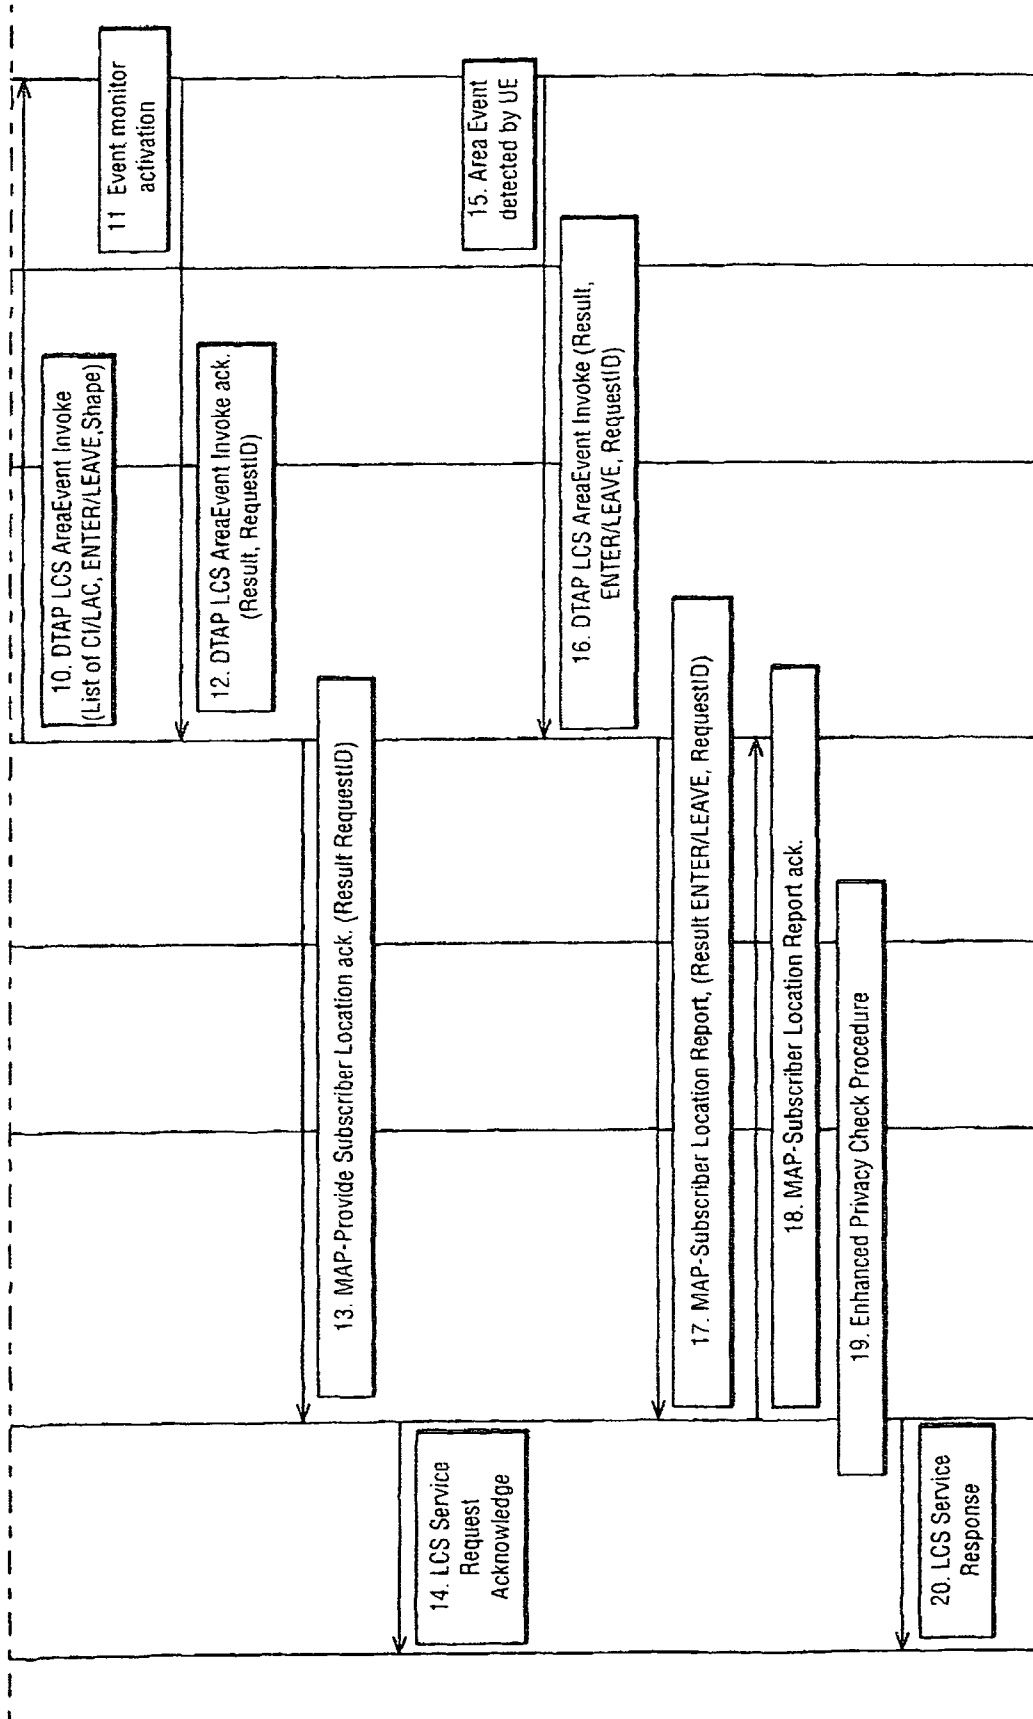 10. DTAP LCS AreaEvent Invoke
(List of CI/LAC, ENTER/LEAVE,Shape)
11 Event monitor
activation
12. DTAP LCS AreaEvent Invoke ack.
(Result, RequestID)
13. MAP-Provide Subscriber Location ack. (Result RequestID)
14. LCS Service
Request
Acknowledge
15. Area Event
detected by UE
16. DTAP LCS AreaEvent Invoke (Result,
ENTER/LEAVE, RequestID)
17. MAP-Subscriber Location Report, (Result ENTER/LEAVE, RequestID)
18. MAP-Subscriber Location Report ack.
19. Enhanced Privacy Check Procedure
20. LCS Service
Response